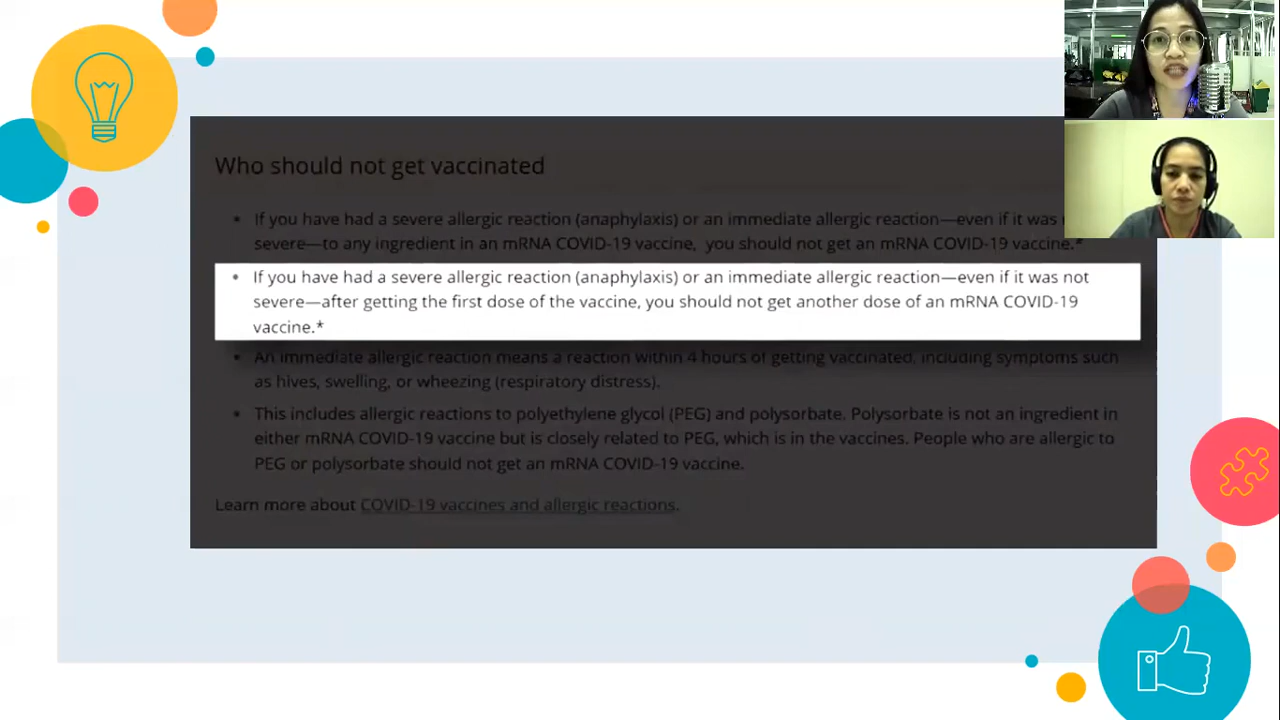 Who should not get vaccinated
• If you have had a severe allergic reaction (anaphylaxis) or an immediate allergic reaction—even if it was
severe—to any ingredient in an mRNA COVID-19 vaccine, you should not get an mRNA COVID-19 vaccine.*
• If you have had a severe allergic reaction (anaphylaxis) or an immediate allergic reaction—even if it was not
severe—after getting the first dose of the vaccine, you should not get another dose of an mRNA COVID-19
vaccine.*
• An immediate allergic reaction means a reaction within 4 hours of getting vaccinated, including symptoms such
as hives, swelling, or wheezing (respiratory distress).
• This includes allergic reactions to polyethylene glycol (PEG) and polysorbate. Polysorbate is not an ingredient in
either mRNA COVID-19 vaccine but is closely related to PEG, which is in the vaccines. People who are allergic to
PEG or polysorbate should not get an mRNA COVID-19 vaccine.
Learn more about COVID-19 vaccines and allergic reactions.